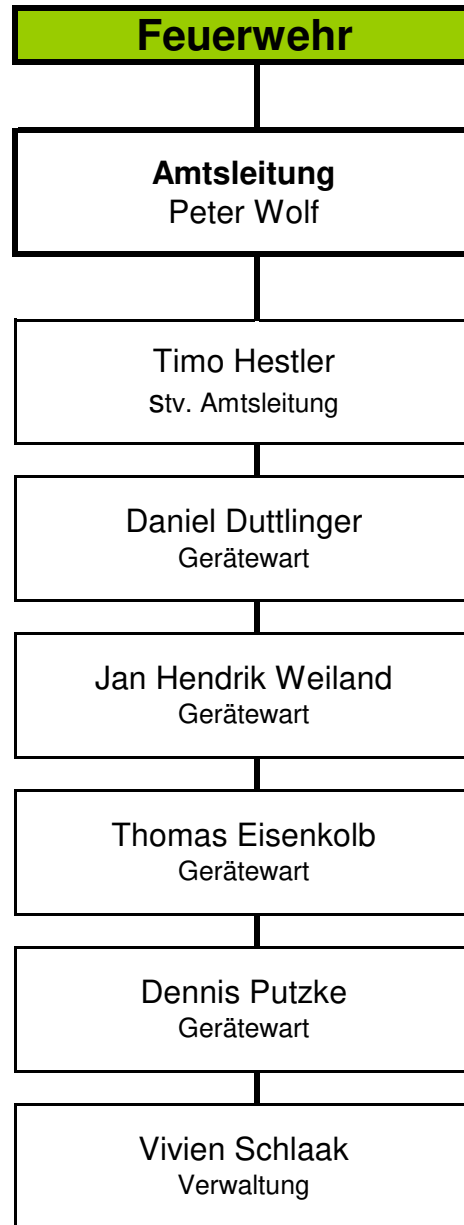 Feuerwehr
Amtsleitung
Peter Wolf
Timo Hestler
Stv. Amtsleitung
Daniel Duttlinger
Gerätewart
Jan Hendrik Weiland
Gerätewart
Thomas Eisenkolb
Gerätewart
Dennis Putzke
Gerätewart
Vivien Schlaak
Verwaltung